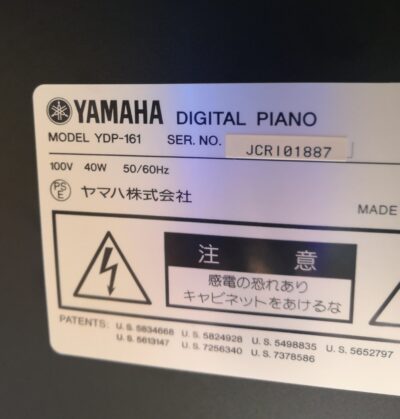 YAMAHA DIGITAL PIANO
MODEL YDP-161 SER. NO. JCRI01887
100V 40W 50/60Hz
PSE ヤマハ株式会社
MADE
注意
感電の恐れあり
キャビネットをあけるな
PATENTS: U.S. 5834668 U.S. 5824928 U.S. 5498835 U.S. 5652797
U.S. 5613147 U.S. 7256340 U.S. 7378586